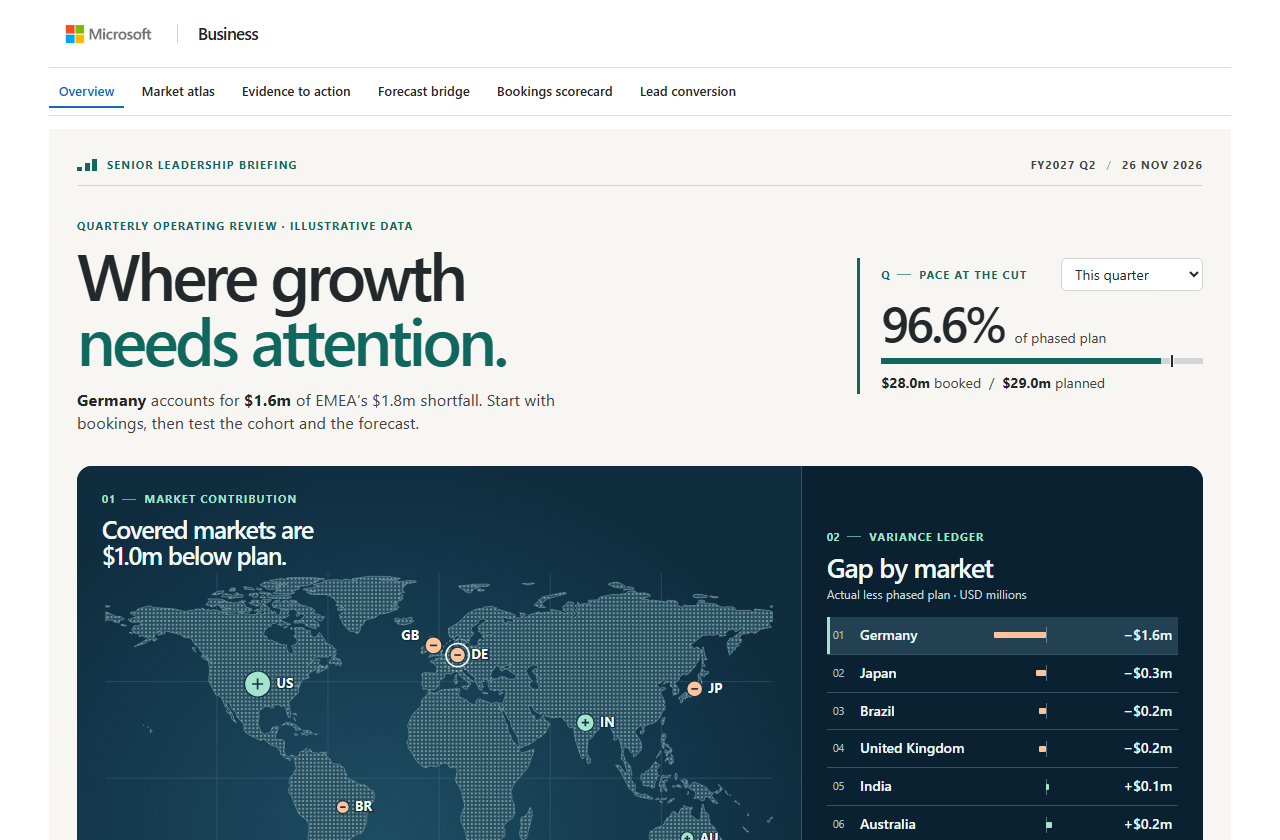 Microsoft
Business
Overview
Market atlas
Evidence to action
Forecast bridge
Bookings scorecard
Lead conversion
SENIOR LEADERSHIP BRIEFING
FY2027 Q2 / 26 NOV 2026
QUARTERLY OPERATING REVIEW · ILLUSTRATIVE DATA
Where growth
needs attention.
Germany accounts for $1.6m of EMEA's $1.8m shortfall. Start with
bookings, then test the cohort and the forecast.
Q — PACE AT THE CUT
This quarter
96.6% of phased plan
$28.0m booked / $29.0m planned
01 — MARKET CONTRIBUTION
Covered markets are
$1.0m below plan.
GB
DE
US
JP
IN
BR
AU
02 — VARIANCE LEDGER
Gap by market
Actual less phased plan · USD millions
01 Germany −$1.6m
02 Japan −$0.3m
03 Brazil −$0.2m
04 United Kingdom −$0.2m
05 India +$0.1m
06 Australia +$0.2m